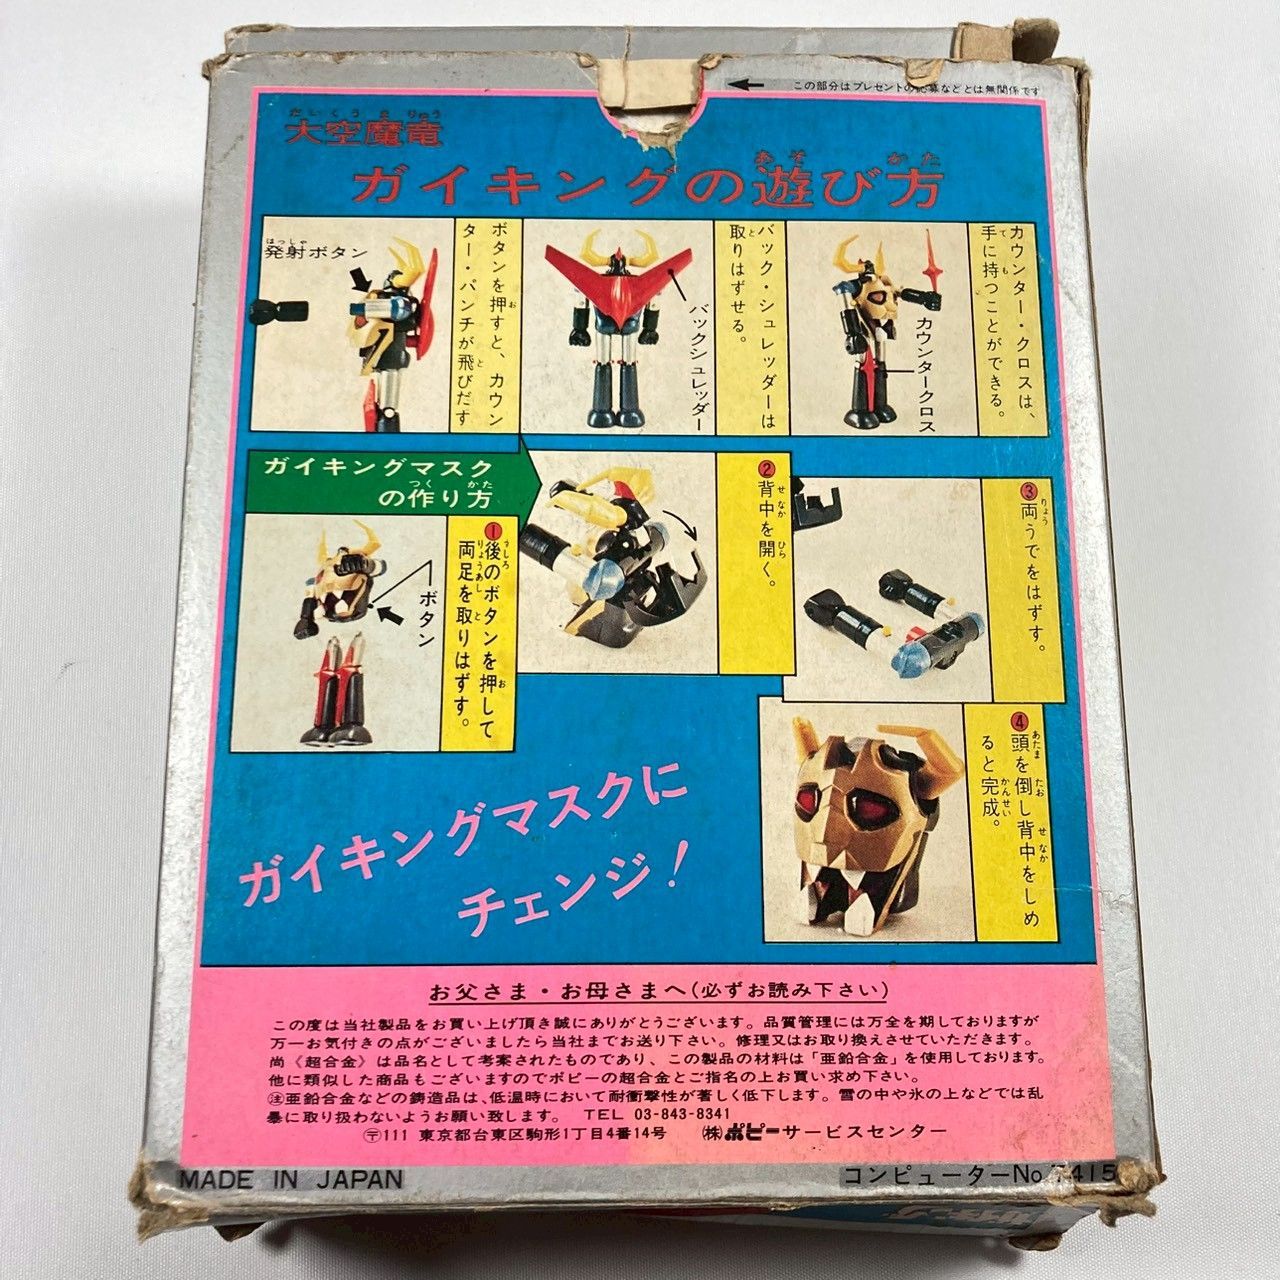 この部分はプレゼントの応募などとは無関係です
だいくうまりゅう
大空魔竜
あそ かた
ガイキングの遊び方
はっしゃ
発射ボタン
ボタンを押すと、カウン
ター・パンチが飛びだす
バックシュレッダー
バック・シュレッダーは
取りはずせる。
カウンタークロス
カウンター・クロスは、
手に持つことができる。
ガイキングマスク
つく かた
の作り方
ボタン
①後のボタンを押して
両足を取りはずす。
②背中を開く。
③両うでをはずす。
④頭を倒し背中をしめ
ると完成。
ガイキングマスクに
チェンジ!
お父さま・お母さまへ(必ずお読み下さい)
この度は当社製品をお買い上げ頂き誠にありがとうございます。品質管理には万全を期しておりますが
万一お気付きの点がございましたら当社までお送り下さい。修理又はお取り換えさせていただきます。
尚《超合金》は品名として考案されたものであり、この製品の材料は「亜鉛合金」を使用しております。
他に類似した商品もございますのでポピーの超合金とご指名の上お買い求め下さい。
㊟亜鉛合金などの鋳造品は、低温時において耐衝撃性が著しく低下します。雪の中や氷の上などでは乱
暴に取り扱わないようお願い致します。 TEL 03-843-8341
〒111 東京都台東区駒形1丁目4番14号 (株)ポピーサービスセンター
MADE IN JAPAN
コンピューターNo.7415